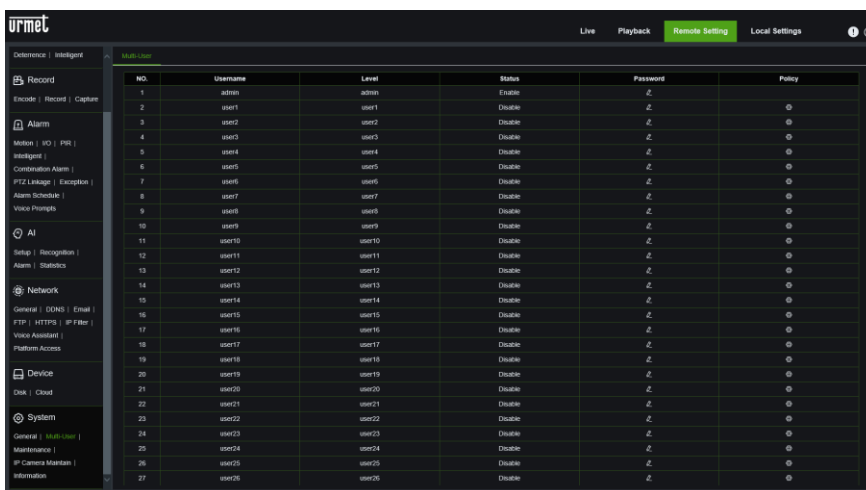 urmet
Live Playback Remote Setting Local Settings
Deterrence | Intelligent
Record
Encode | Record | Capture
Alarm
Motion | I/O | PIR |
Intelligent |
Combination Alarm |
PTZ Linkage | Exception |
Alarm Schedule |
Voice Prompts
AI
Setup | Recognition |
Alarm | Statistics
Network
General | DDNS | Email |
FTP | HTTPS | IP Filter |
Voice Assistant |
Platform Access
Device
Disk | Cloud
System
General | Multi-User |
Maintenance |
IP Camera Maintain |
Information
Multi-User
NO. Username Level Status Password Policy
1 admin admin Enable
2 user1 user1 Disable
3 user2 user2 Disable
4 user3 user3 Disable
5 user4 user4 Disable
6 user5 user5 Disable
7 user6 user6 Disable
8 user7 user7 Disable
9 user8 user8 Disable
10 user9 user9 Disable
11 user10 user10 Disable
12 user11 user11 Disable
13 user12 user12 Disable
14 user13 user13 Disable
15 user14 user14 Disable
16 user15 user15 Disable
17 user16 user16 Disable
18 user17 user17 Disable
19 user18 user18 Disable
20 user19 user19 Disable
21 user20 user20 Disable
22 user21 user21 Disable
23 user22 user22 Disable
24 user23 user23 Disable
25 user24 user24 Disable
26 user25 user25 Disable
27 user26 user26 Disable